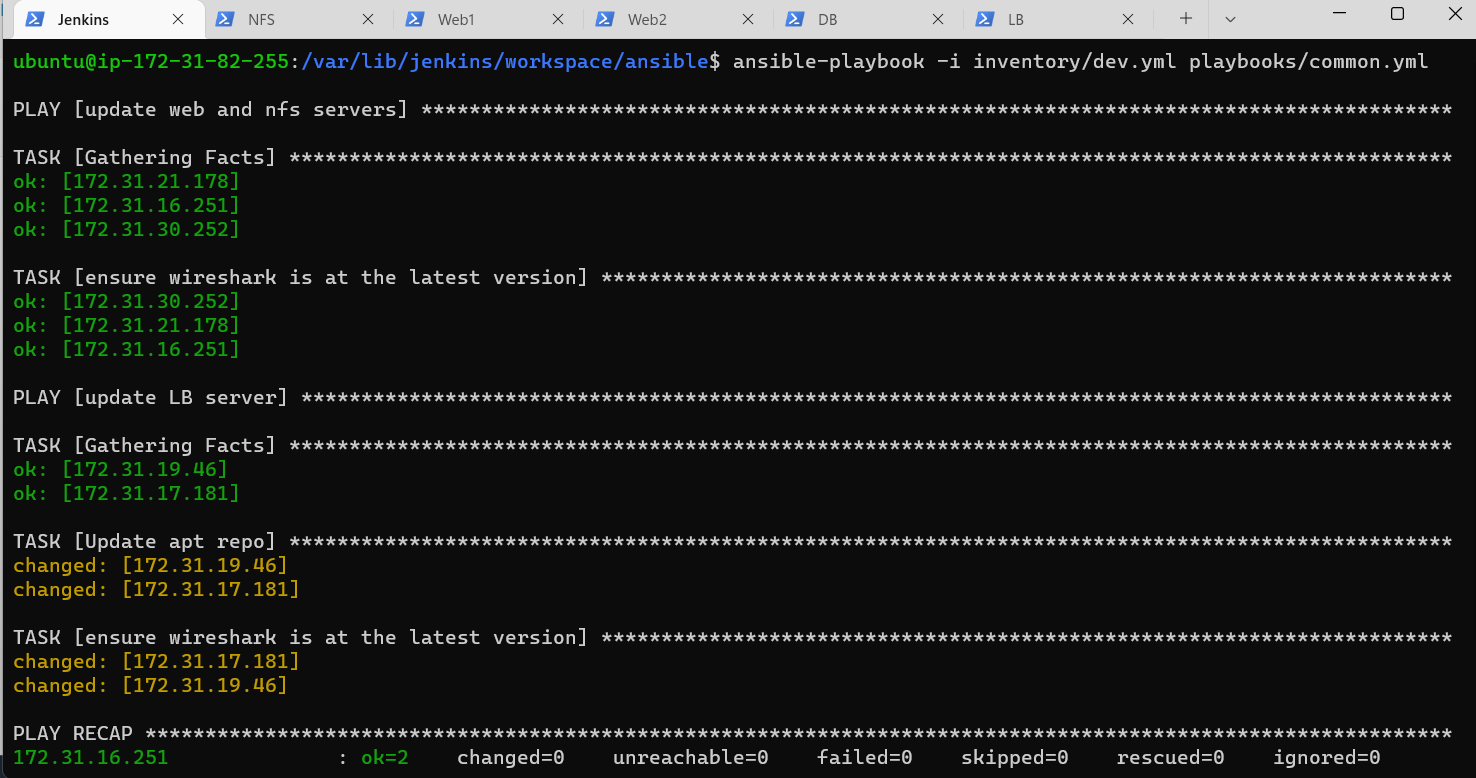 Jenkins NFS Web1 Web2 DB LB
ubuntu@ip-172-31-82-255:/var/lib/jenkins/workspace/ansible$ ansible-playbook -i inventory/dev.yml playbooks/common.yml
PLAY [update web and nfs servers] **************************************************************************************
TASK [Gathering Facts] *************************************************************************************************
ok: [172.31.21.178]
ok: [172.31.16.251]
ok: [172.31.30.252]
TASK [ensure wireshark is at the latest version] ***********************************************************************
ok: [172.31.30.252]
ok: [172.31.21.178]
ok: [172.31.16.251]
PLAY [update LB server] ************************************************************************************************
TASK [Gathering Facts] *************************************************************************************************
ok: [172.31.19.46]
ok: [172.31.17.181]
TASK [Update apt repo] *************************************************************************************************
changed: [172.31.19.46]
changed: [172.31.17.181]
TASK [ensure wireshark is at the latest version] ***********************************************************************
changed: [172.31.17.181]
changed: [172.31.19.46]
PLAY RECAP *************************************************************************************************************
172.31.16.251              : ok=2    changed=0    unreachable=0    failed=0    skipped=0    rescued=0    ignored=0